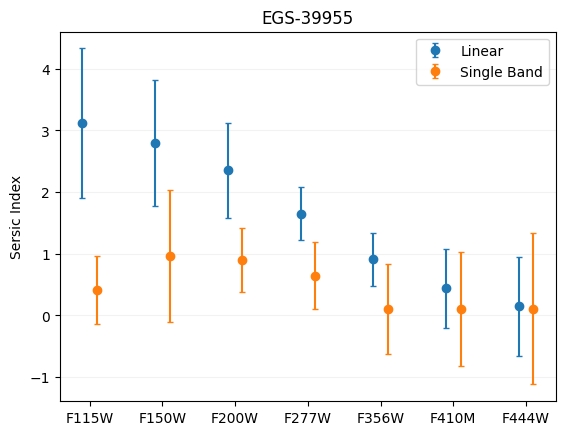 EGS-39955
Linear
Single Band
Sersic Index
4
3
2
1
0
−1
F115W F150W F200W F277W F356W F410M F444W